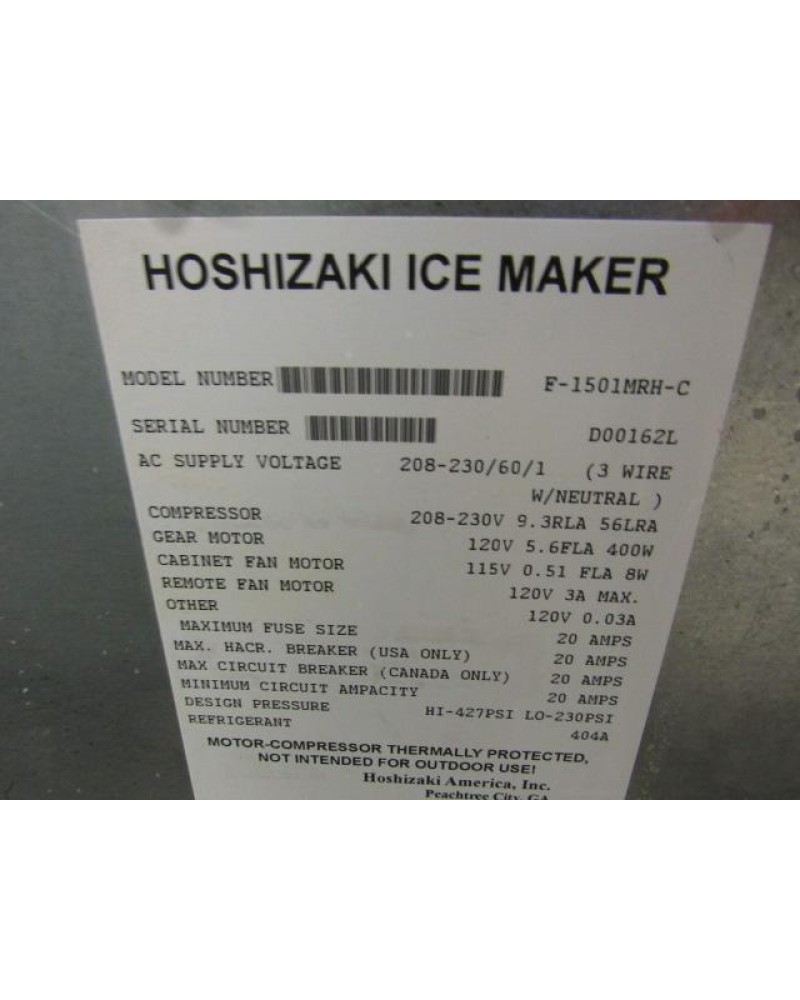 HOSHIZAKI ICE MAKER
MODEL NUMBER F-1501MRH-C
SERIAL NUMBER D00162L
AC SUPPLY VOLTAGE 208-230/60/1 (3 WIRE
W/NEUTRAL )
COMPRESSOR 208-230V 9.3RLA 56LRA
GEAR MOTOR 120V 5.6FLA 400W
CABINET FAN MOTOR 115V 0.51 FLA 8W
REMOTE FAN MOTOR 120V 3A MAX.
OTHER 120V 0.03A
MAXIMUM FUSE SIZE 20 AMPS
MAX. HACR. BREAKER (USA ONLY) 20 AMPS
MAX CIRCUIT BREAKER (CANADA ONLY) 20 AMPS
MINIMUM CIRCUIT AMPACITY 20 AMPS
DESIGN PRESSURE HI-427PSI LO-230PSI
REFRIGERANT 404A
MOTOR-COMPRESSOR THERMALLY PROTECTED,
NOT INTENDED FOR OUTDOOR USE!
Hoshizaki America, Inc.
Peachtree City, GA